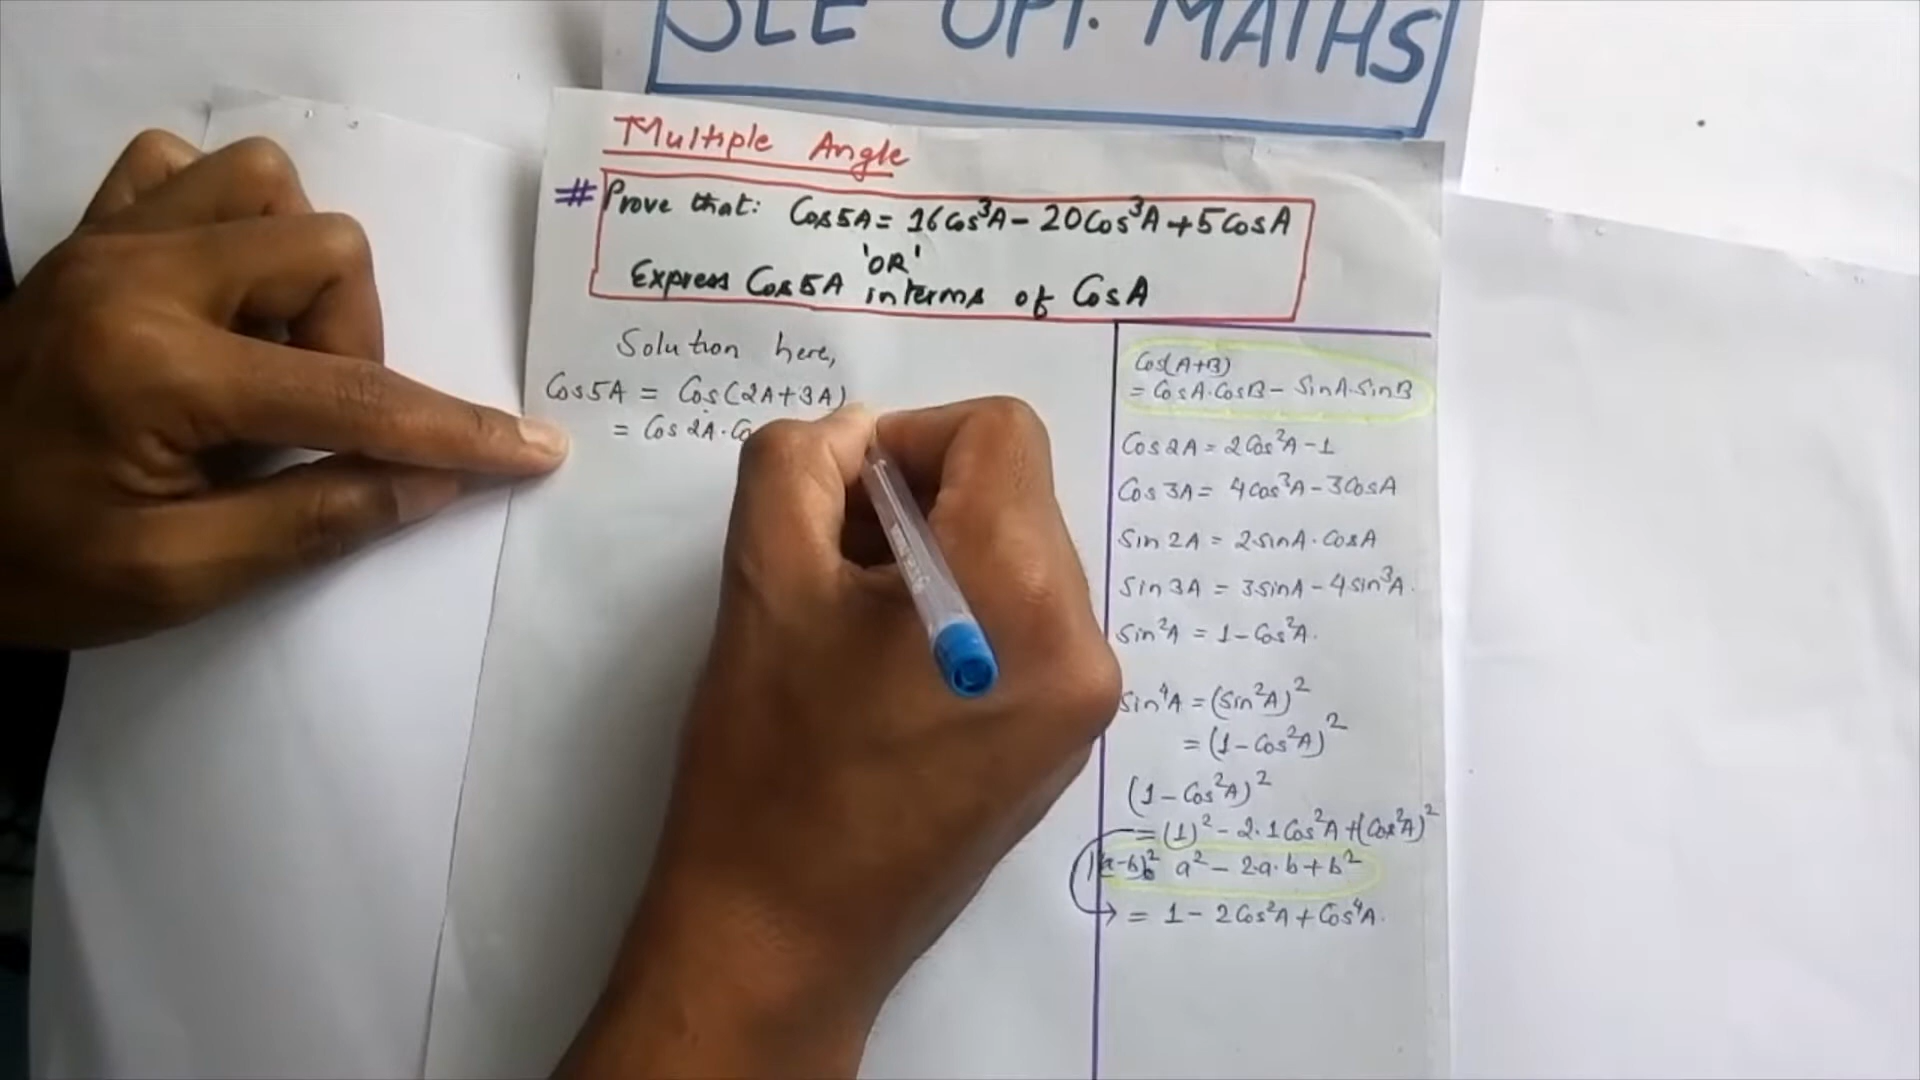 SEE OPT. MATHS
Multiple Angle
# Prove that: Cos5A = 16Cos³A - 20Cos³A + 5CosA
'OR'
Express Cos5A interms of CosA
Solution here,
Cos5A = Cos(2A+3A)
= Cos2A.Co
Cos(A+B)
= CosA.CosB - SinA.SinB
Cos2A = 2Cos²A - 1
Cos3A = 4Cos³A - 3CosA
Sin2A = 2sinA.CosA
Sin3A = 3sinA - 4sin³A.
Sin²A = 1 - Cos²A.
Sin⁴A = (Sin²A)²
= (1 - Cos²A)²
(1 - Cos²A)²
= (1)² - 2.1Cos²A + (Cos²A)²
(a-b)² a² - 2.a.b + b²
= 1 - 2Cos²A + Cos⁴A.